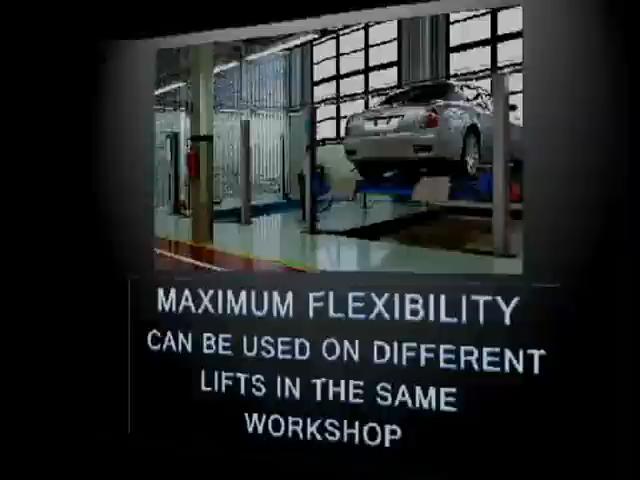 MAXIMUM FLEXIBILITY
CAN BE USED ON DIFFERENT
LIFTS IN THE SAME
WORKSHOP